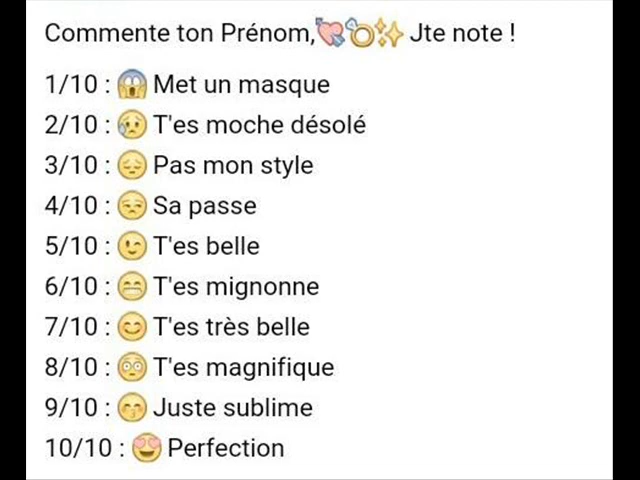 Commente ton Prénom,💘💍✨ Jte note !
1/10 : 😱 Met un masque
2/10 : 😢 T'es moche désolé
3/10 : 😔 Pas mon style
4/10 : 😒 Sa passe
5/10 : 😉 T'es belle
6/10 : 😁 T'es mignonne
7/10 : 😊 T'es très belle
8/10 : 😳 T'es magnifique
9/10 : 😙 Juste sublime
10/10 : 😍 Perfection